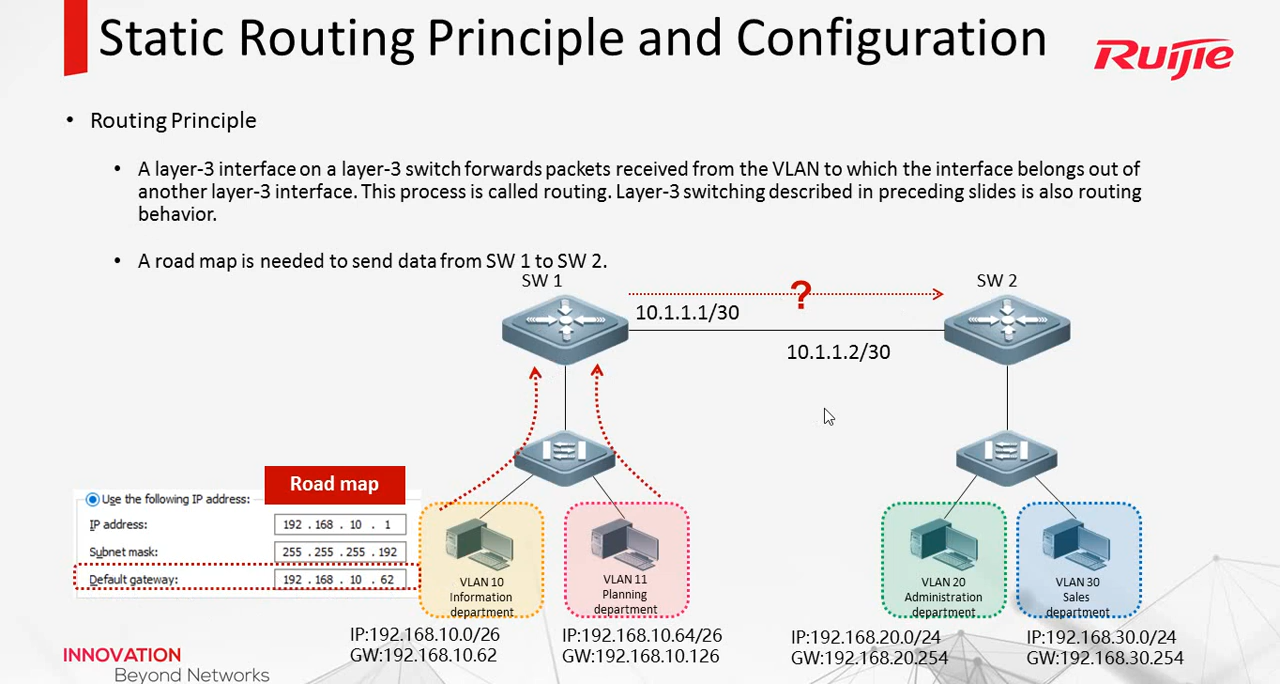 Static Routing Principle and Configuration
Ruijie
• Routing Principle
• A layer-3 interface on a layer-3 switch forwards packets received from the VLAN to which the interface belongs out of
another layer-3 interface. This process is called routing. Layer-3 switching described in preceding slides is also routing
behavior.
• A road map is needed to send data from SW 1 to SW 2.
SW 1
SW 2
?
10.1.1.1/30
10.1.1.2/30
Road map
Use the following IP address:
IP address:
192 . 168 . 10 . 1
Subnet mask:
255 . 255 . 255 . 192
Default gateway:
192 . 168 . 10 . 62
VLAN 10
Information
department
VLAN 11
Planning
department
VLAN 20
Administration
department
VLAN 30
Sales
department
IP:192.168.10.0/26
GW:192.168.10.62
IP:192.168.10.64/26
GW:192.168.10.126
IP:192.168.20.0/24
GW:192.168.20.254
IP:192.168.30.0/24
GW:192.168.30.254
INNOVATION
Beyond Networks